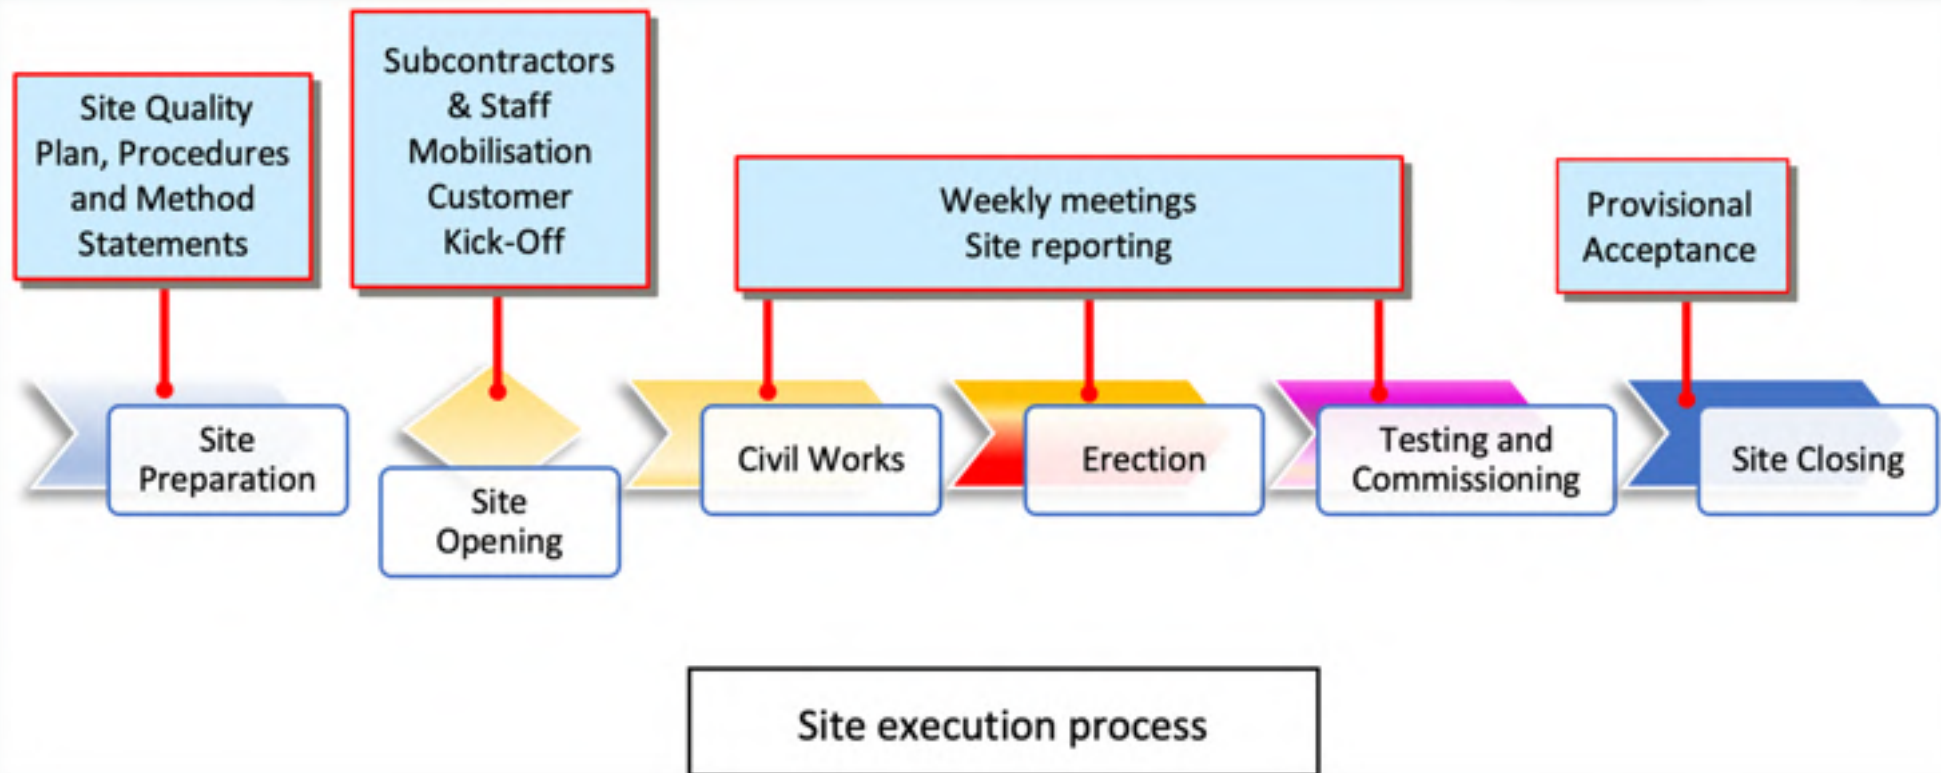 Site Quality
Plan, Procedures
and Method
Statements
Subcontractors
& Staff
Mobilisation
Customer
Kick-Off
Weekly meetings
Site reporting
Provisional
Acceptance
Site
Preparation
Site
Opening
Civil Works
Erection
Testing and
Commissioning
Site Closing
Site execution process